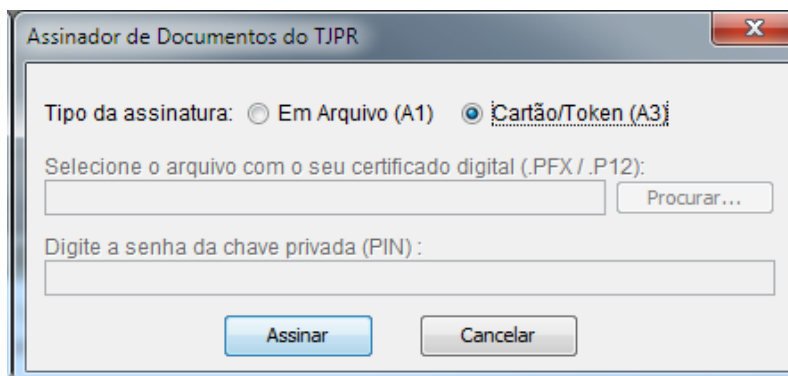 Assinador de Documentos do TJPR
Tipo da assinatura: Em Arquivo (A1) Cartão/Token (A3)
Selecione o arquivo com o seu certificado digital (.PFX / .P12):
Procurar...
Digite a senha da chave privada (PIN) :
Assinar Cancelar